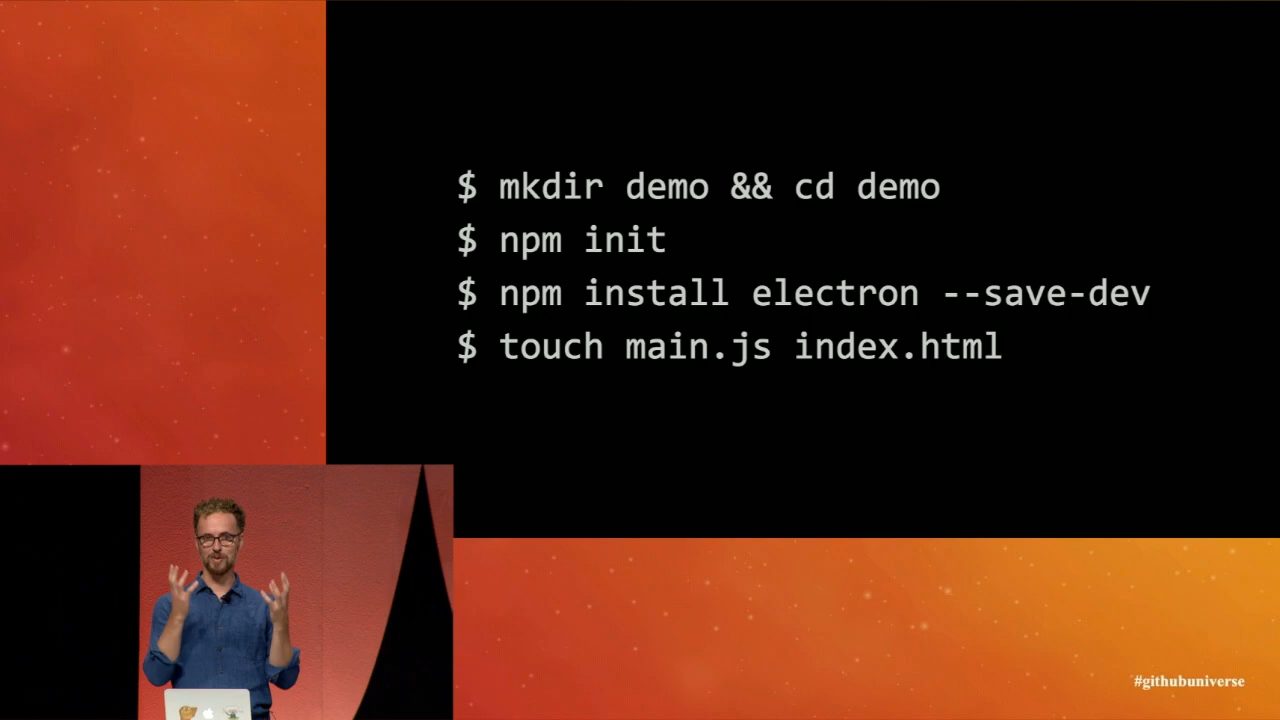 $ mkdir demo && cd demo
$ npm init
$ npm install electron --save-dev
$ touch main.js index.html
#githubuniverse